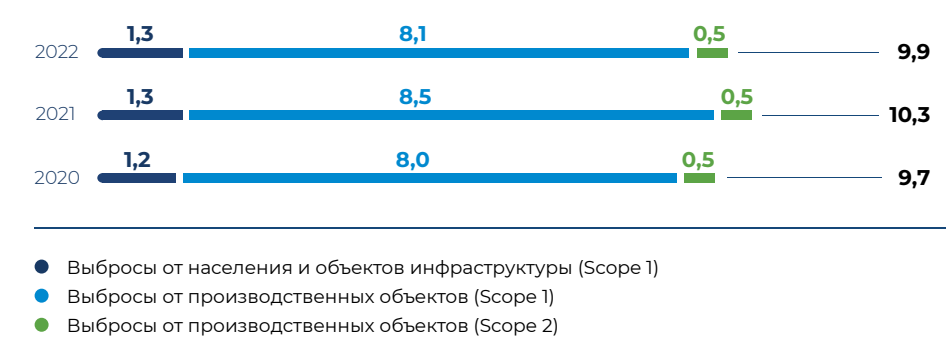 1,3 8,1 0,5
2022 9,9
1,3 8,5 0,5
2021 10,3
1,2 8,0 0,5
2020 9,7
Выбросы от населения и объектов инфраструктуры (Scope 1)
Выбросы от производственных объектов (Scope 1)
Выбросы от производственных объектов (Scope 2)